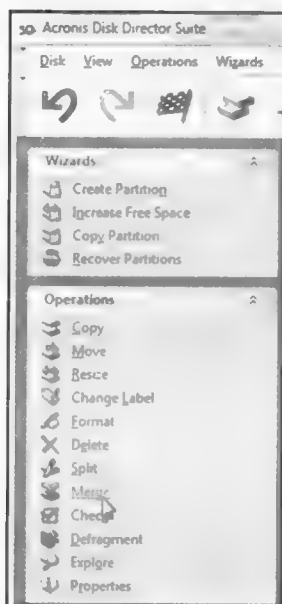 Acronis Disk Director Suite
Disk View Operations Wizards
Wizards
Create Partition
Increase Free Space
Copy Partition
Recover Partitions
Operations
Copy
Move
Resize
Change Label
Format
Delete
Split
Merge
Check
Defragment
Explore
Properties